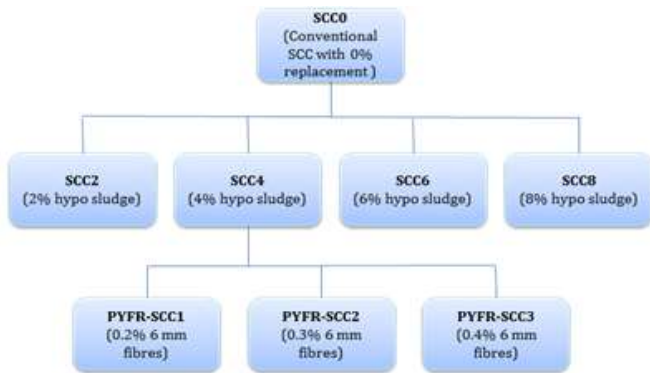 SCC0
(Conventional
SCC with 0%
replacement )
SCC2
(2% hypo sludge)
SCC4
(4% hypo sludge)
SCC6
(6% hypo sludge)
SCC8
(8% hypo sludge)
PYFR-SCC1
(0.2% 6 mm
fibres)
PYFR-SCC2
(0.3% 6 mm
fibres)
PYFR-SCC3
(0.4% 6 mm
fibres)